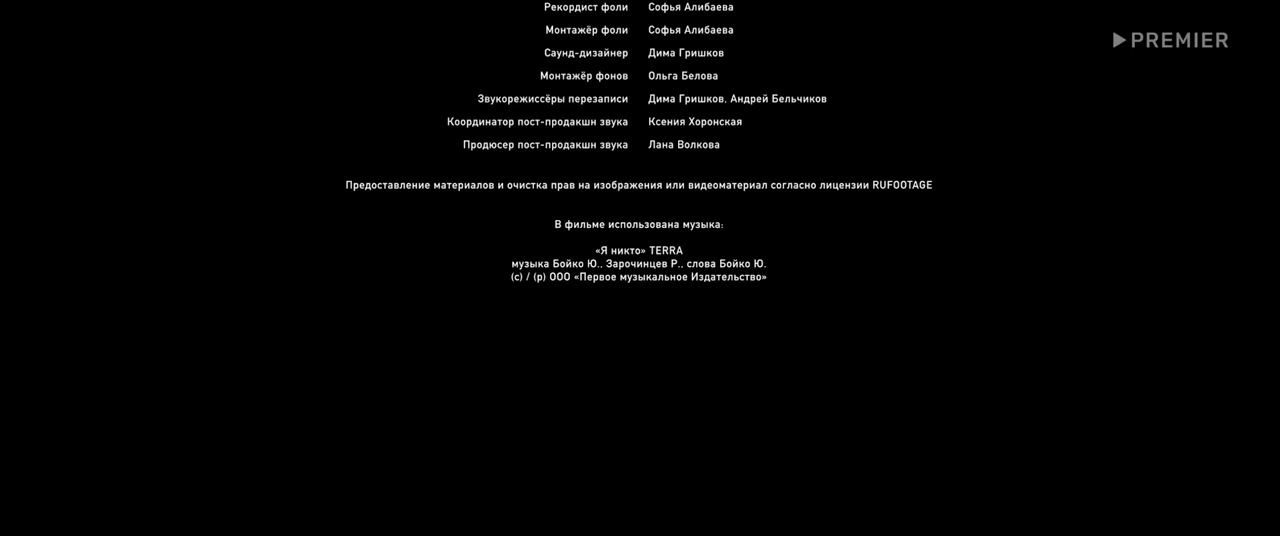 Рекордист фоли Софья Алибаева
PREMIER
Монтажёр фоли Софья Алибаева
Саунд-дизайнер Дима Гришков
Монтажёр фонов Ольга Белова
Звукорежиссёры перезаписи Дима Гришков, Андрей Бельчиков
Координатор пост-продакшн звука Ксения Хоронская
Продюсер пост-продакшн звука Лана Волкова
Предоставление материалов и очистка прав на изображения или видеоматериал согласно лицензии RUFOOTAGE
В фильме использована музыка:
«Я никто» TERRA
музыка Бойко Ю., Зарочинцев Р., слова Бойко Ю.
(c) / (p) ООО «Первое музыкальное Издательство»